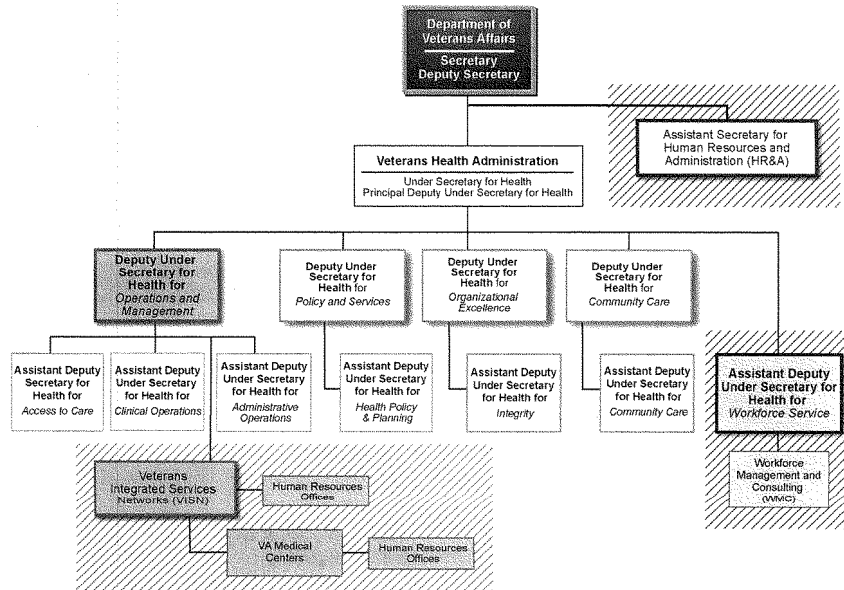 Department of
Veterans Affairs
Secretary
Deputy Secretary
Assistant Secretary for
Human Resources and
Administration (HR&A)
Veterans Health Administration
Under Secretary for Health
Principal Deputy Under Secretary for Health
Deputy Under
Secretary for
Health for
Operations and
Management
Deputy Under
Secretary for
Health for
Policy and Services
Deputy Under
Secretary for
Health for
Organizational
Excellence
Deputy Under
Secretary for
Health for
Community Care
Assistant Deputy
Secretary for
Health for
Access to Care
Assistant Deputy
Under Secretary for
Health for
Clinical Operations
Assistant Deputy
Under Secretary for
Health for
Administrative
Operations
Assistant Deputy
Under Secretary for
Health for
Health Policy
& Planning
Assistant Deputy
Under Secretary for
Health for
Integrity
Assistant Deputy
Under Secretary for
Health for
Community Care
Assistant Deputy
Under Secretary for
Health for
Workforce Service
Workforce
Management and
Consulting
(WMC)
Veterans
Integrated Services
Networks (VISN)
Human Resources
Offices
VA Medical
Centers
Human Resources
Offices